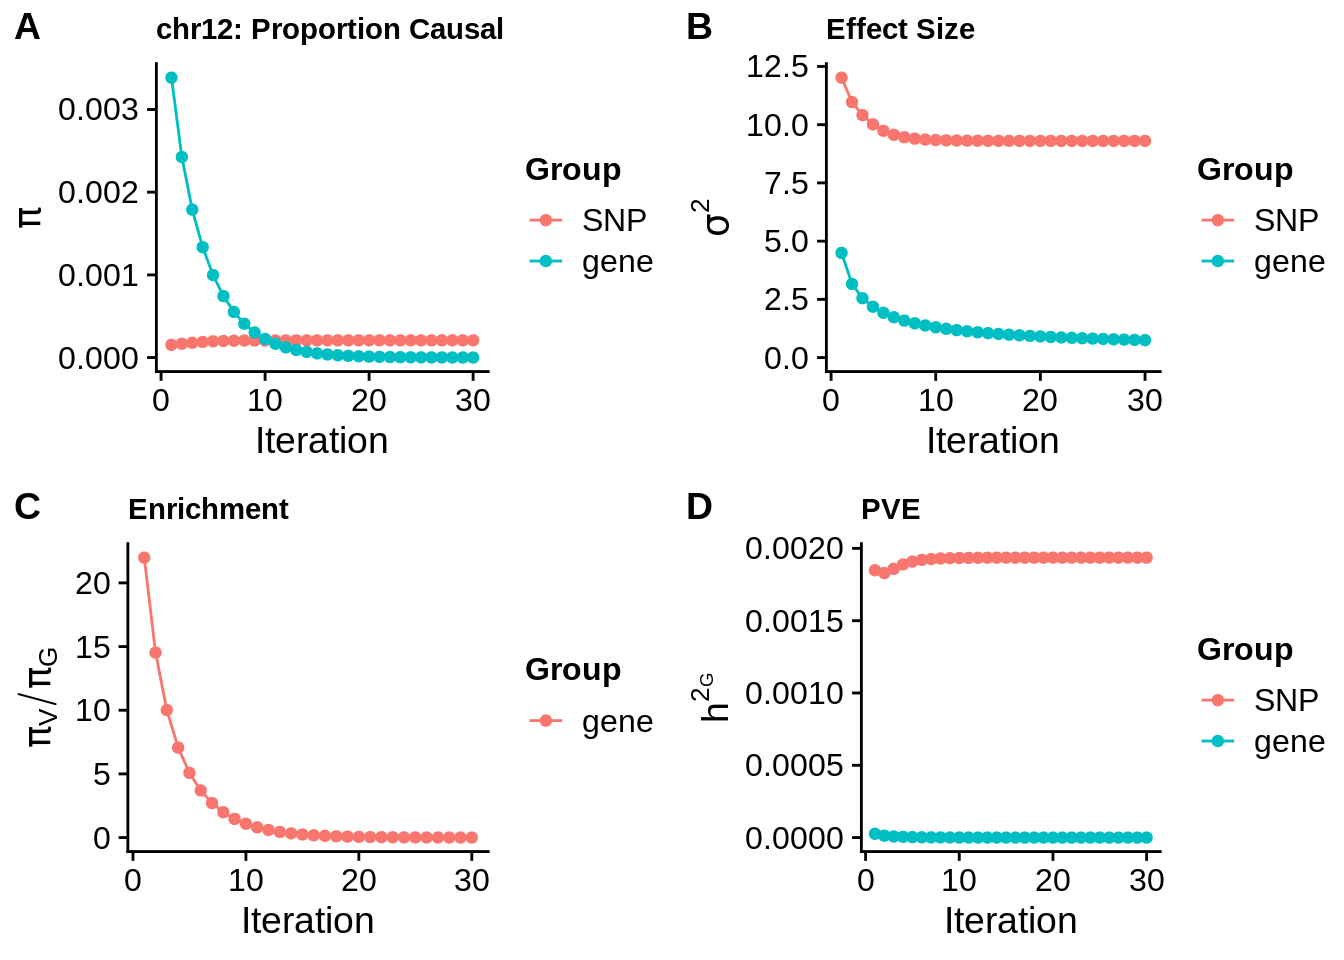 A
chr12: Proportion Causal
0.003
0.002
0.001
0.000
π
0
10
20
30
Iteration
Group
SNP
gene
B
Effect Size
12.5
10.0
7.5
5.0
2.5
0.0
σ²
0
10
20
30
Iteration
Group
SNP
gene
C
Enrichment
20
15
10
5
0
πV/πG
0
10
20
30
Iteration
Group
gene
D
PVE
0.0020
0.0015
0.0010
0.0005
0.0000
h²G
0
10
20
30
Iteration
Group
SNP
gene